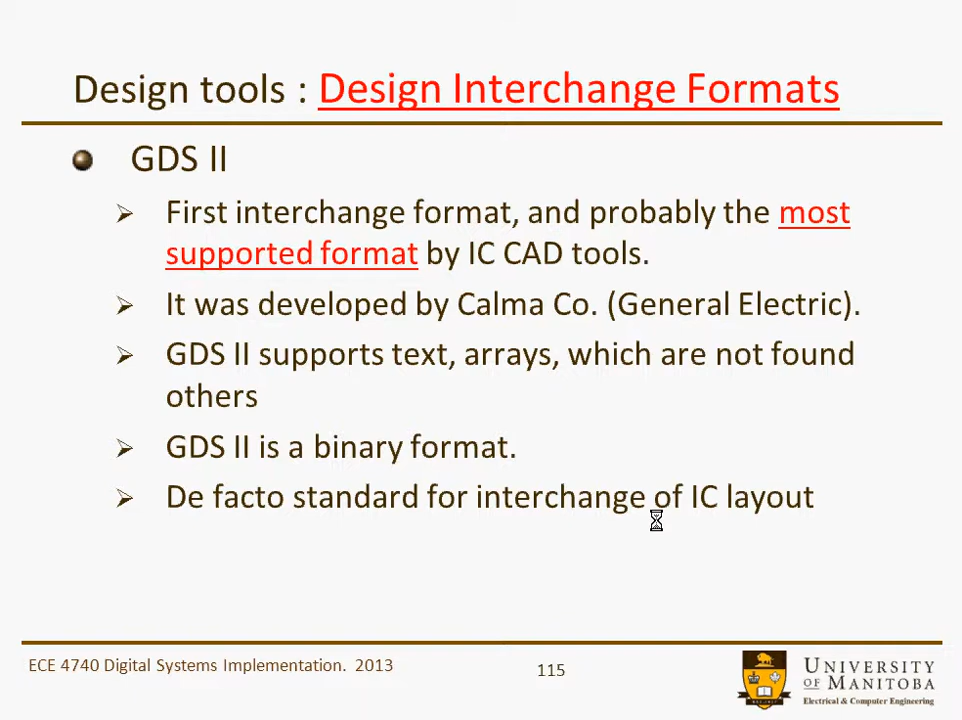 Design tools : Design Interchange Formats
GDS II
First interchange format, and probably the most
supported format by IC CAD tools.
It was developed by Calma Co. (General Electric).
GDS II supports text, arrays, which are not found
others
GDS II is a binary format.
De facto standard for interchange of IC layout
ECE 4740 Digital Systems Implementation. 2013
115
UNIVERSITY
OF MANITOBA
Electrical & Computer Engineering